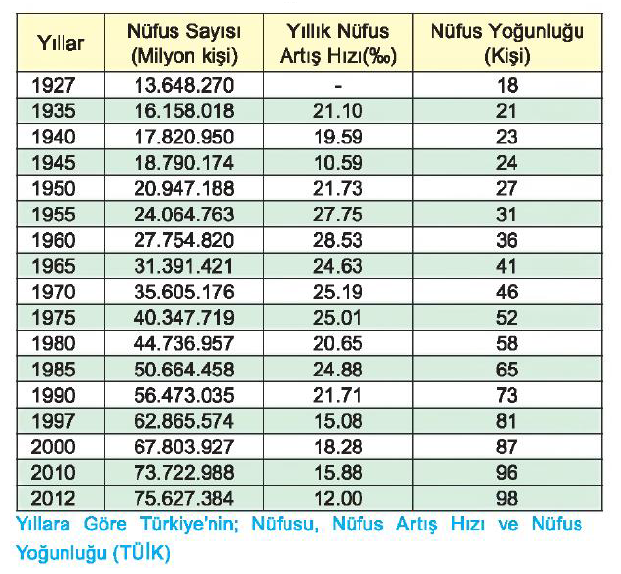 Yıllar Nüfus Sayısı (Milyon kişi) Yıllık Nüfus Artış Hızı(‰) Nüfus Yoğunluğu (Kişi)
1927 13.648.270 - 18
1935 16.158.018 21.10 21
1940 17.820.950 19.59 23
1945 18.790.174 10.59 24
1950 20.947.188 21.73 27
1955 24.064.763 27.75 31
1960 27.754.820 28.53 36
1965 31.391.421 24.63 41
1970 35.605.176 25.19 46
1975 40.347.719 25.01 52
1980 44.736.957 20.65 58
1985 50.664.458 24.88 65
1990 56.473.035 21.71 73
1997 62.865.574 15.08 81
2000 67.803.927 18.28 87
2010 73.722.988 15.88 96
2012 75.627.384 12.00 98
Yıllara Göre Türkiye'nin; Nüfusu, Nüfus Artış Hızı ve Nüfus
Yoğunluğu (TÜİK)